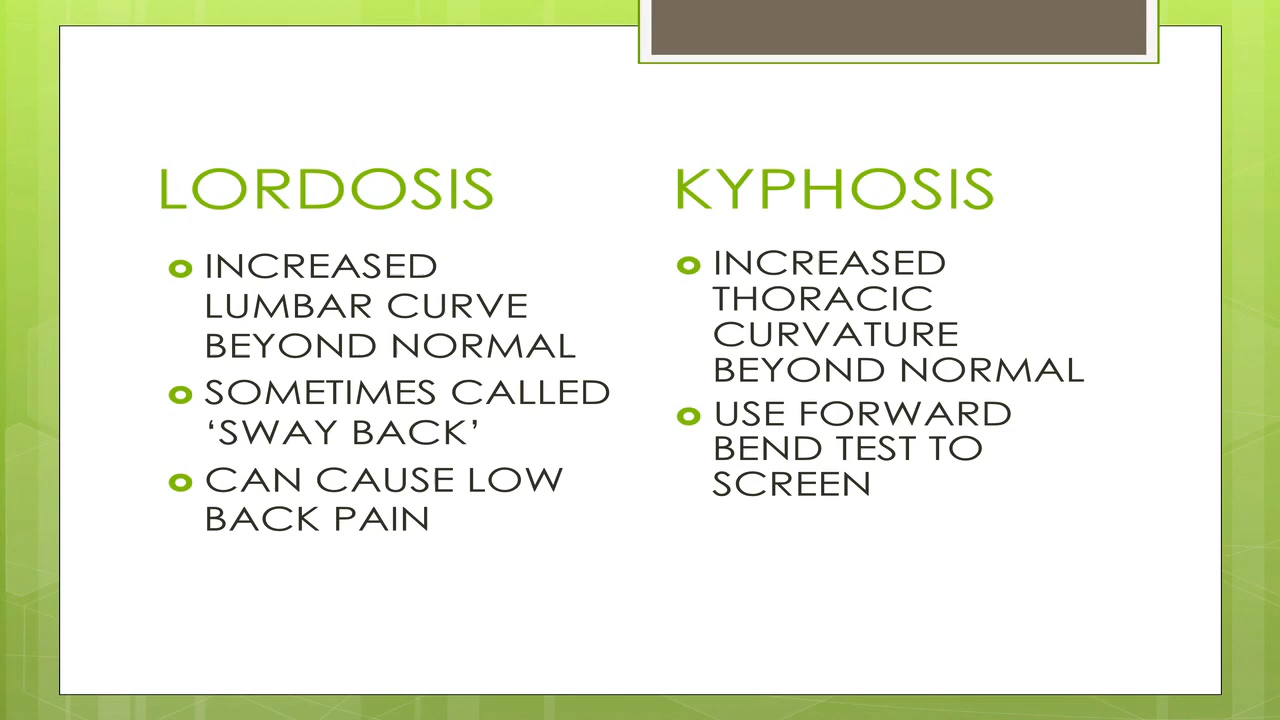 LORDOSIS
INCREASED
LUMBAR CURVE
BEYOND NORMAL
SOMETIMES CALLED
‘SWAY BACK’
CAN CAUSE LOW
BACK PAIN
KYPHOSIS
INCREASED
THORACIC
CURVATURE
BEYOND NORMAL
USE FORWARD
BEND TEST TO
SCREEN